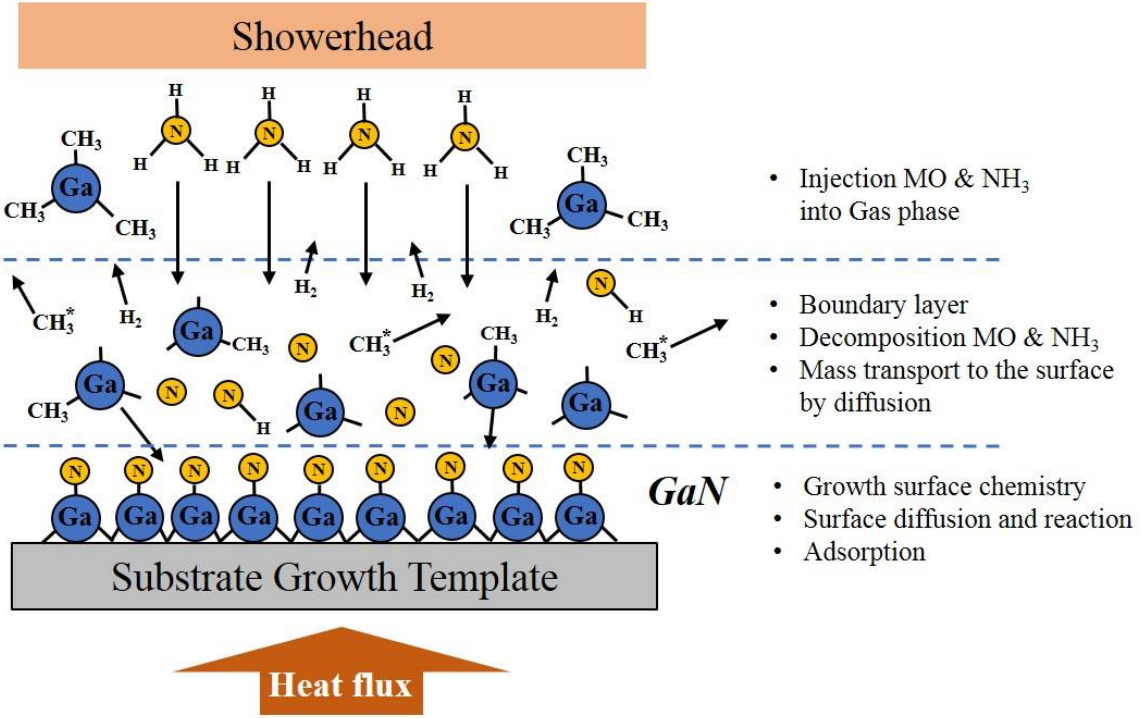 Showerhead
H H H H
N N N N
H H H H H H H H
CH₃
Ga
CH₃ CH₃
CH₃
Ga
CH₃ CH₃
• Injection MO & NH₃
into Gas phase
CH₃* H₂ H₂ H₂ H₂
N
H
Ga CH₃
N
CH₃*
CH₃
N
Ga
CH₃*
Ga
CH₃
N
N
H
Ga
N
Ga
• Boundary layer
• Decomposition MO & NH₃
• Mass transport to the surface
by diffusion
N N N N N N N N N
Ga Ga Ga Ga Ga Ga Ga Ga Ga
GaN
• Growth surface chemistry
• Surface diffusion and reaction
• Adsorption
Substrate Growth Template
Heat flux